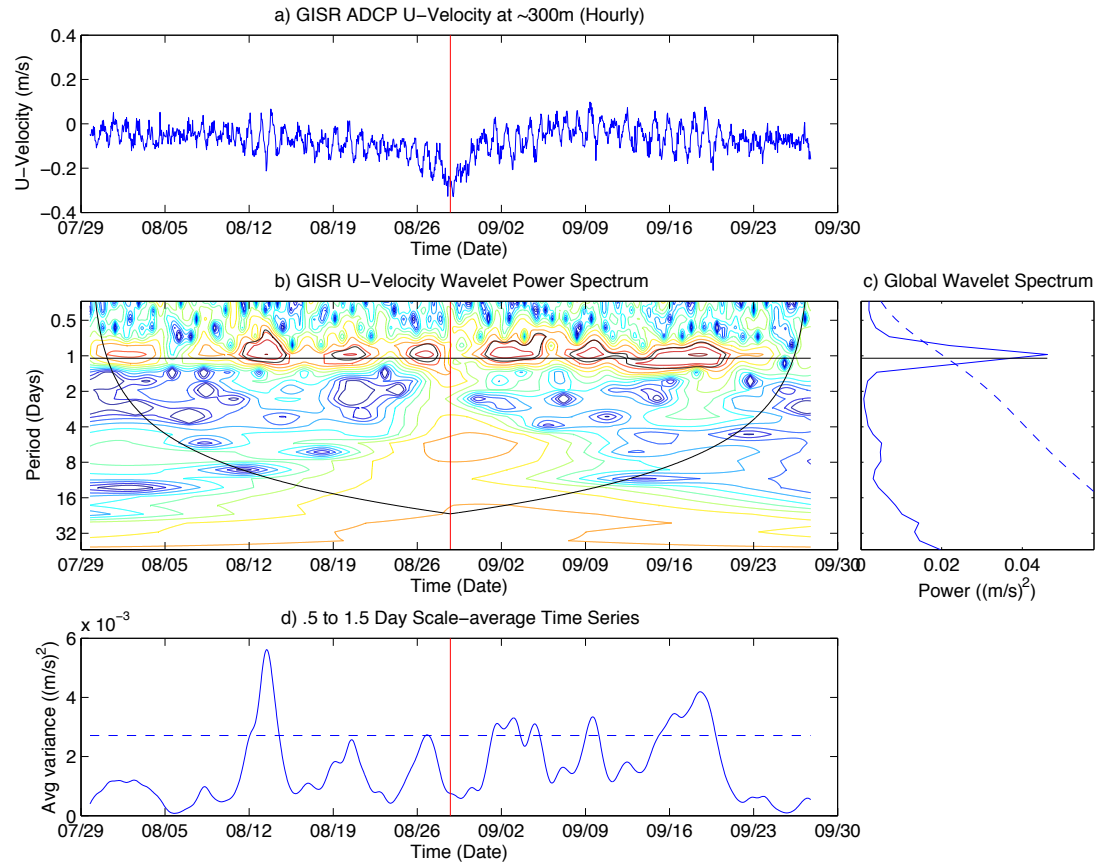 a) GISR ADCP U−Velocity at ~300m (Hourly)
U−Velocity (m/s)
0.4
0.2
0
−0.2
−0.4
07/29 08/05 08/12 08/19 08/26 09/02 09/09 09/16 09/23 09/30
Time (Date)
b) GISR U−Velocity Wavelet Power Spectrum
Period (Days)
0.5
1
2
4
8
16
32
07/29 08/05 08/12 08/19 08/26 09/02 09/09 09/16 09/23 09/30
Time (Date)
c) Global Wavelet Spectrum
0 0.02 0.04
Power ((m/s)²)
d) .5 to 1.5 Day Scale−average Time Series
x 10⁻³
Avg variance ((m/s)²)
6
4
2
0
07/29 08/05 08/12 08/19 08/26 09/02 09/09 09/16 09/23 09/30
Time (Date)